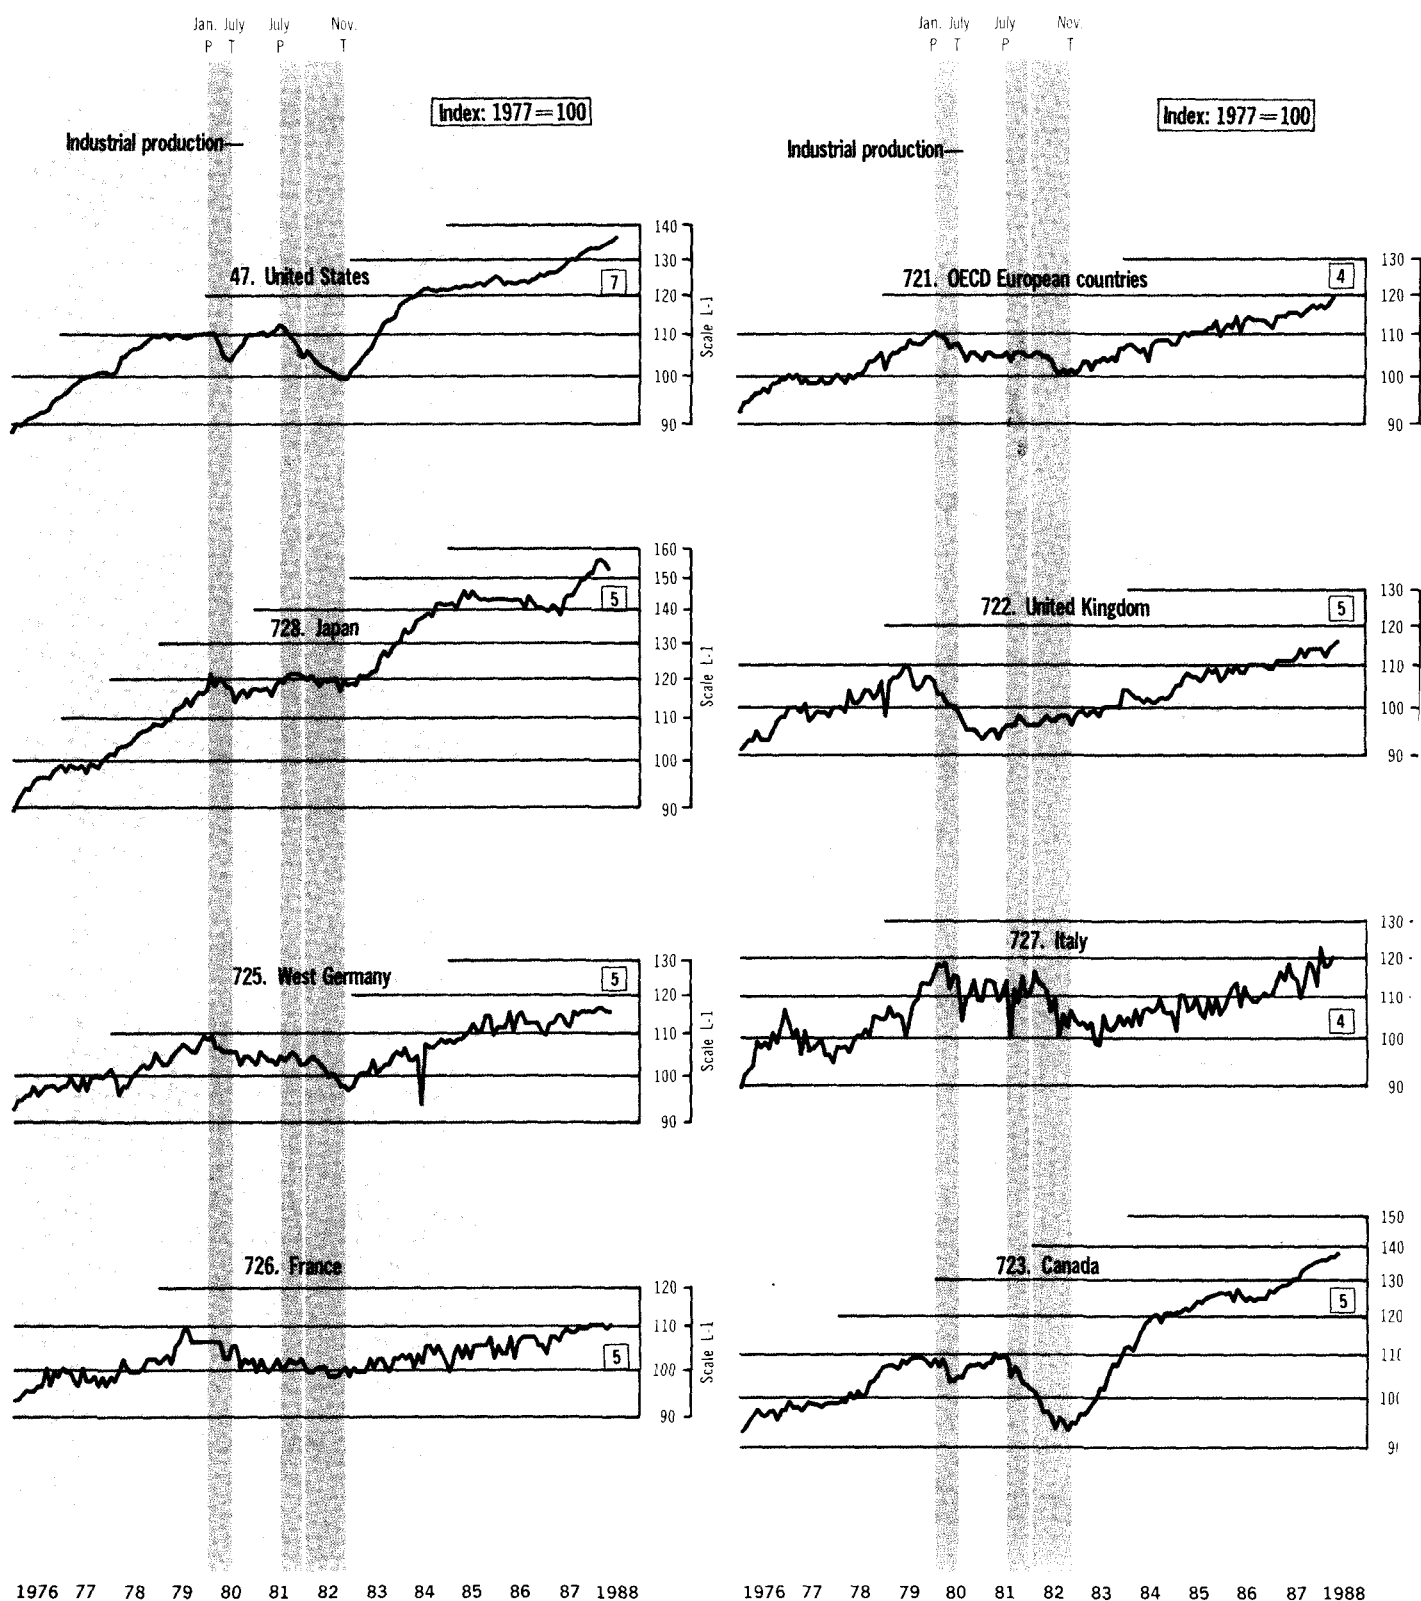 Jan. July July Nov.
P T P T
Index: 1977=100
Industrial production
140
130
47. United States
7
120
110
100
90
Scale L-1
160
150
5
140
728. Japan
130
120
110
100
90
Scale L-1
130
725. West Germany
5
120
110
100
90
Scale L-1
726. France
120
110
5
100
90
Scale L-1
1976 77 78 79 80 81 82 83 84 85 86 87 1988
Jan. July July Nov.
P T P T
Index: 1977=100
Industrial production
130
721. OECD European countries
4
120
110
100
90
130
722. United Kingdom
5
120
110
100
90
130
727. Italy
120
110
4
100
90
150
140
723. Canada
130
5
120
1976 77 78 79 80 81 82 83 84 85 86 87 1988